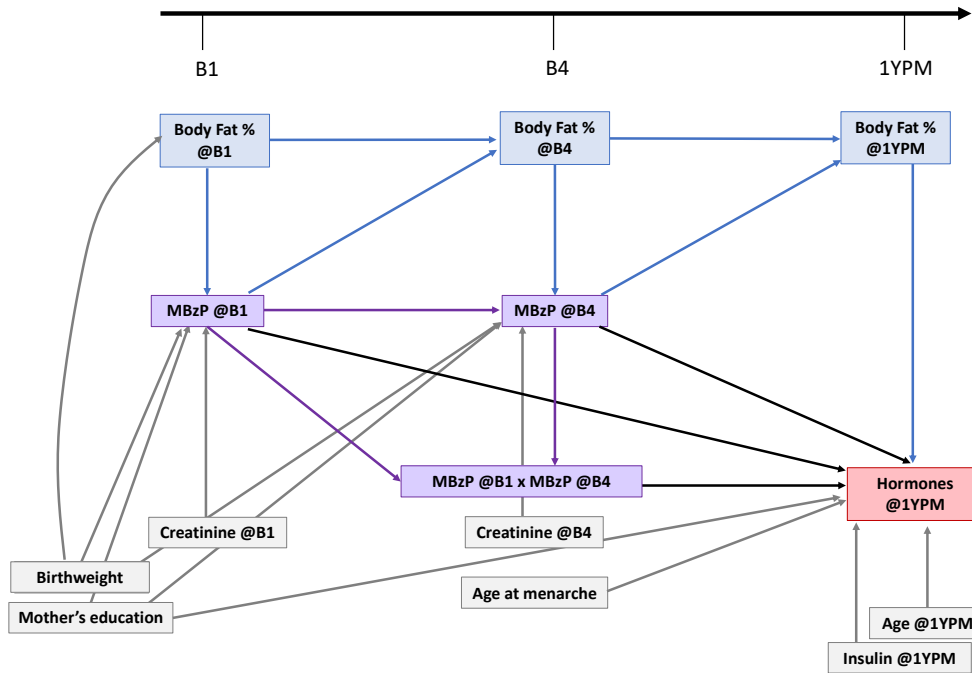 B1
B4
1YPM
Body Fat %
@B1
Body Fat %
@B4
Body Fat %
@1YPM
MBzP @B1
MBzP @B4
MBzP @B1 x MBzP @B4
Hormones
@1YPM
Creatinine @B1
Creatinine @B4
Birthweight
Age at menarche
Mother’s education
Age @1YPM
Insulin @1YPM